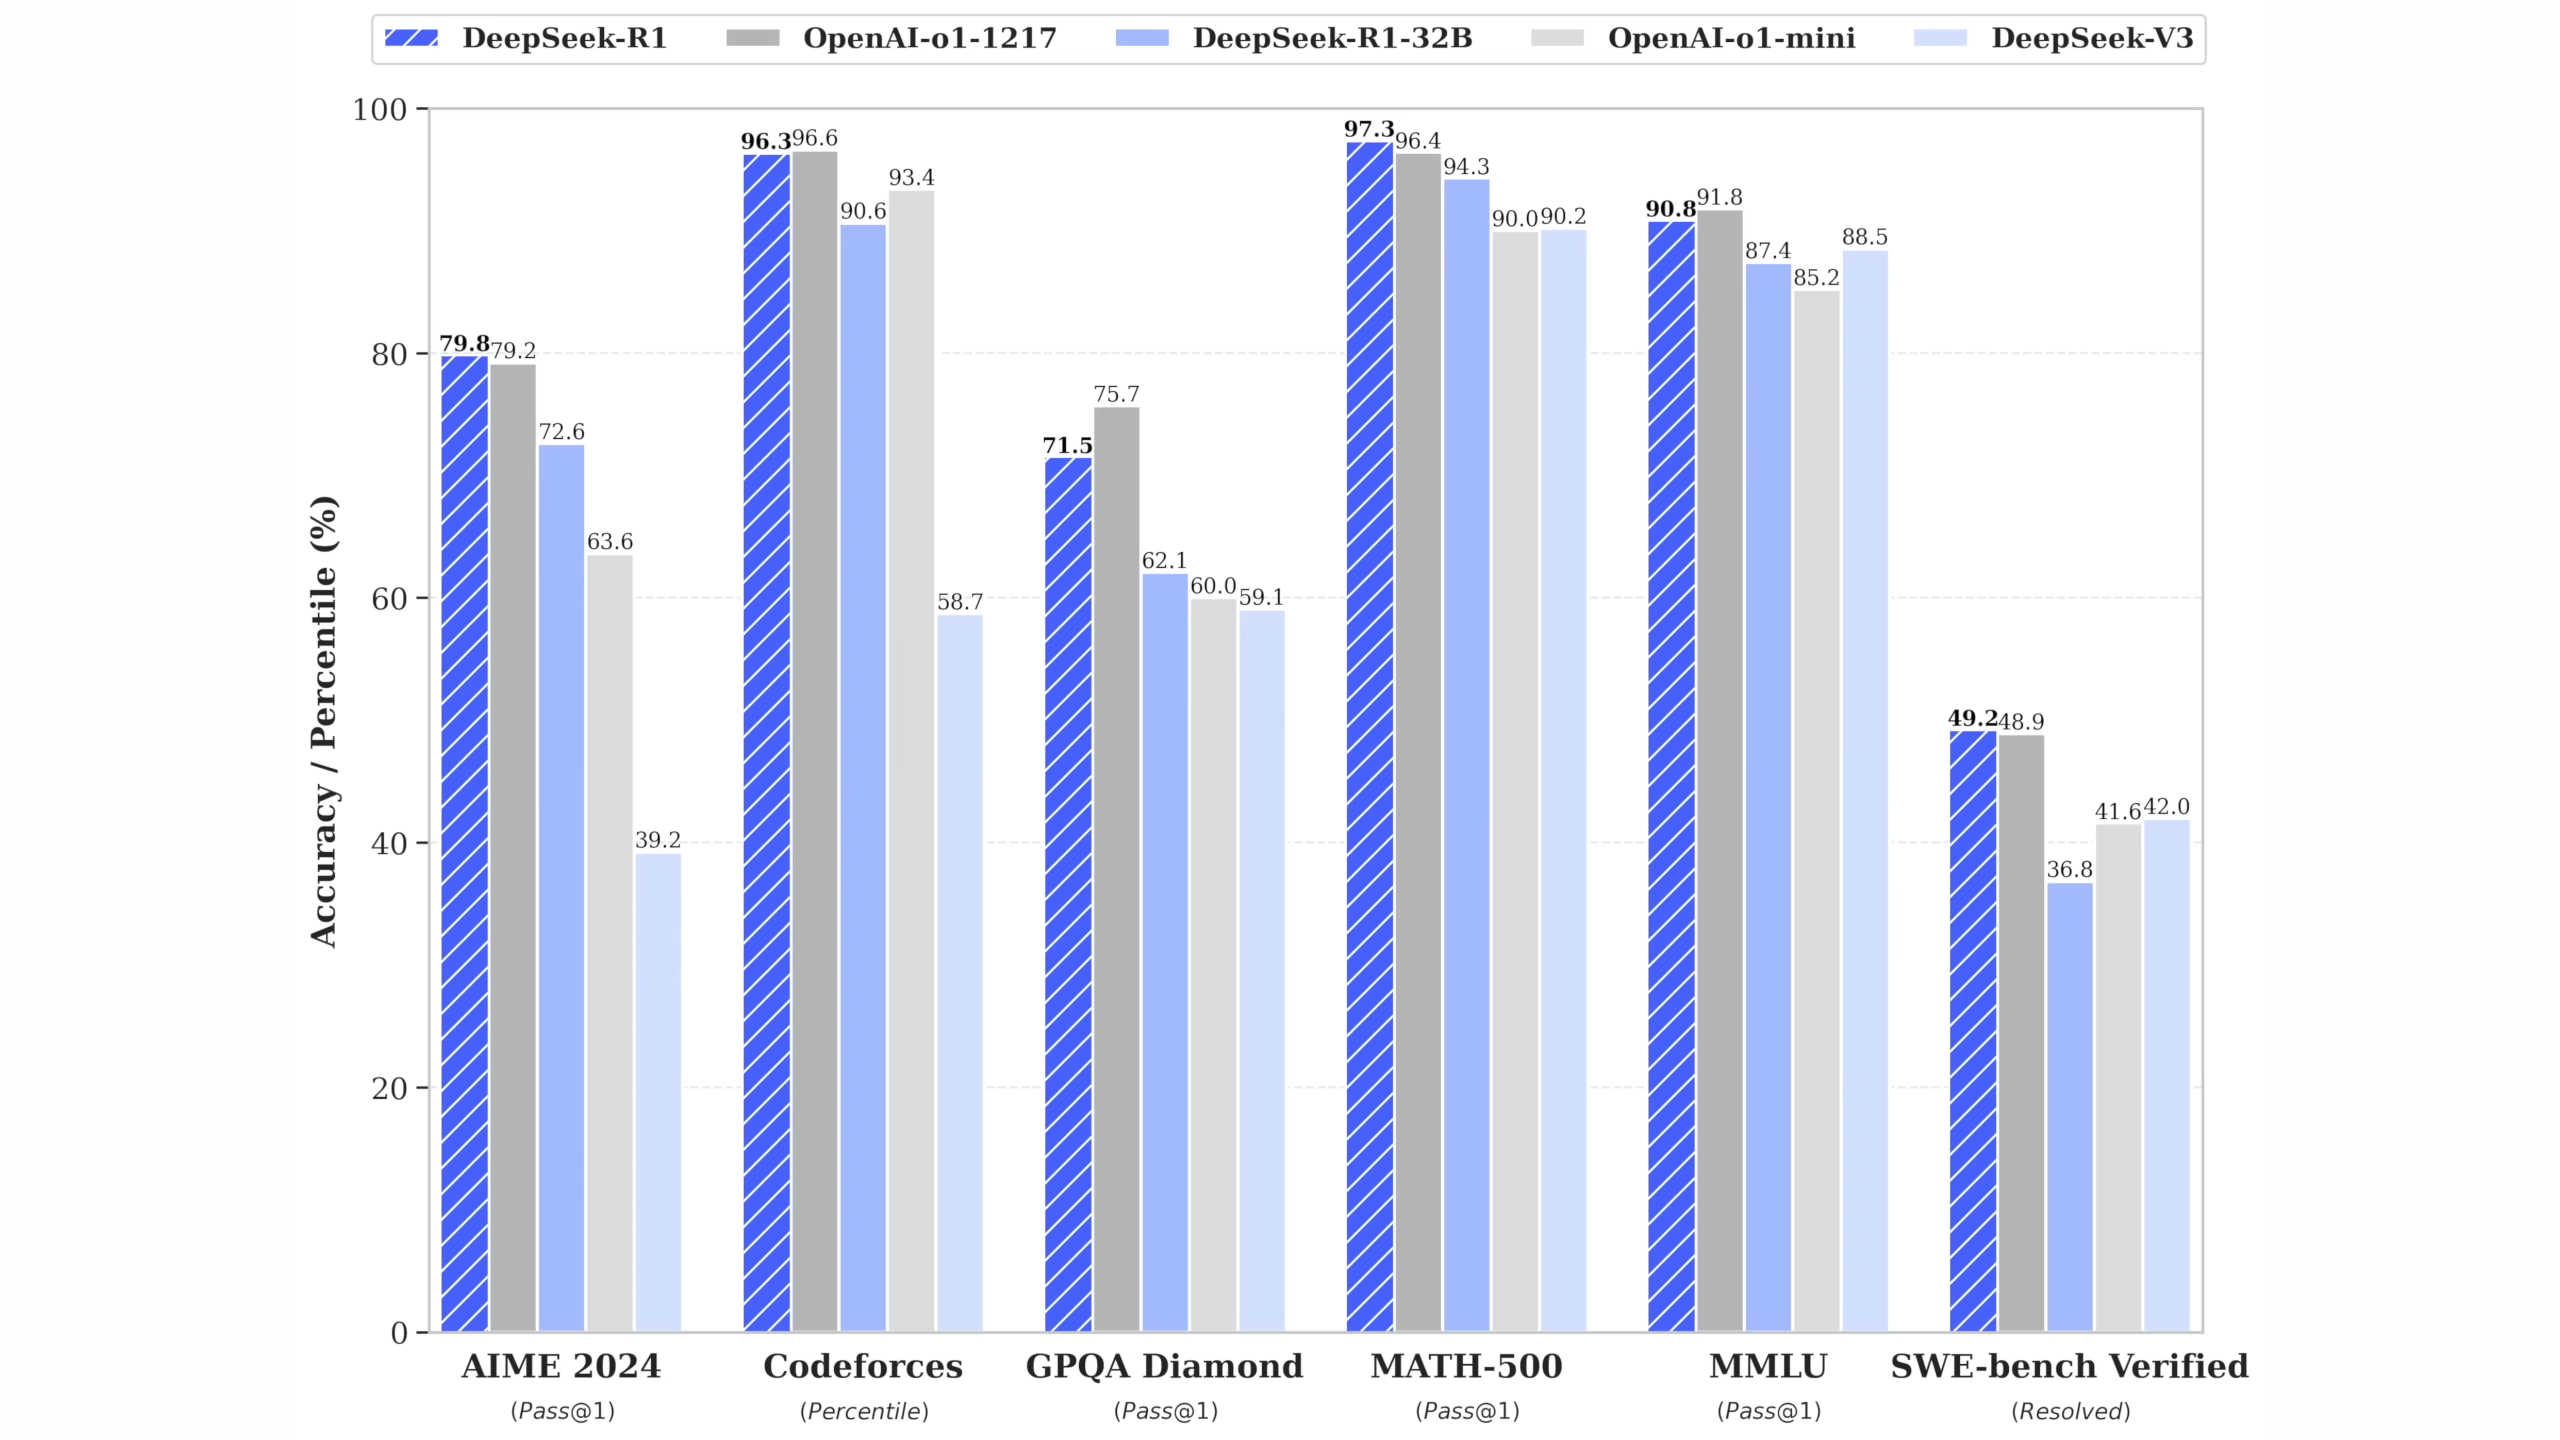 DeepSeek-R1 OpenAI-o1-1217 DeepSeek-R1-32B OpenAI-o1-mini DeepSeek-V3
Accuracy / Percentile (%)
100
80
60
40
20
0
79.8 79.2 72.6 63.6 39.2
96.3 96.6 90.6 93.4 58.7
71.5 75.7 62.1 60.0 59.1
97.3 96.4 94.3 90.0 90.2
90.8 91.8 87.4 85.2 88.5
49.2 48.9 36.8 41.6 42.0
AIME 2024
(Pass@1)
Codeforces
(Percentile)
GPQA Diamond
(Pass@1)
MATH-500
(Pass@1)
MMLU
(Pass@1)
SWE-bench Verified
(Resolved)